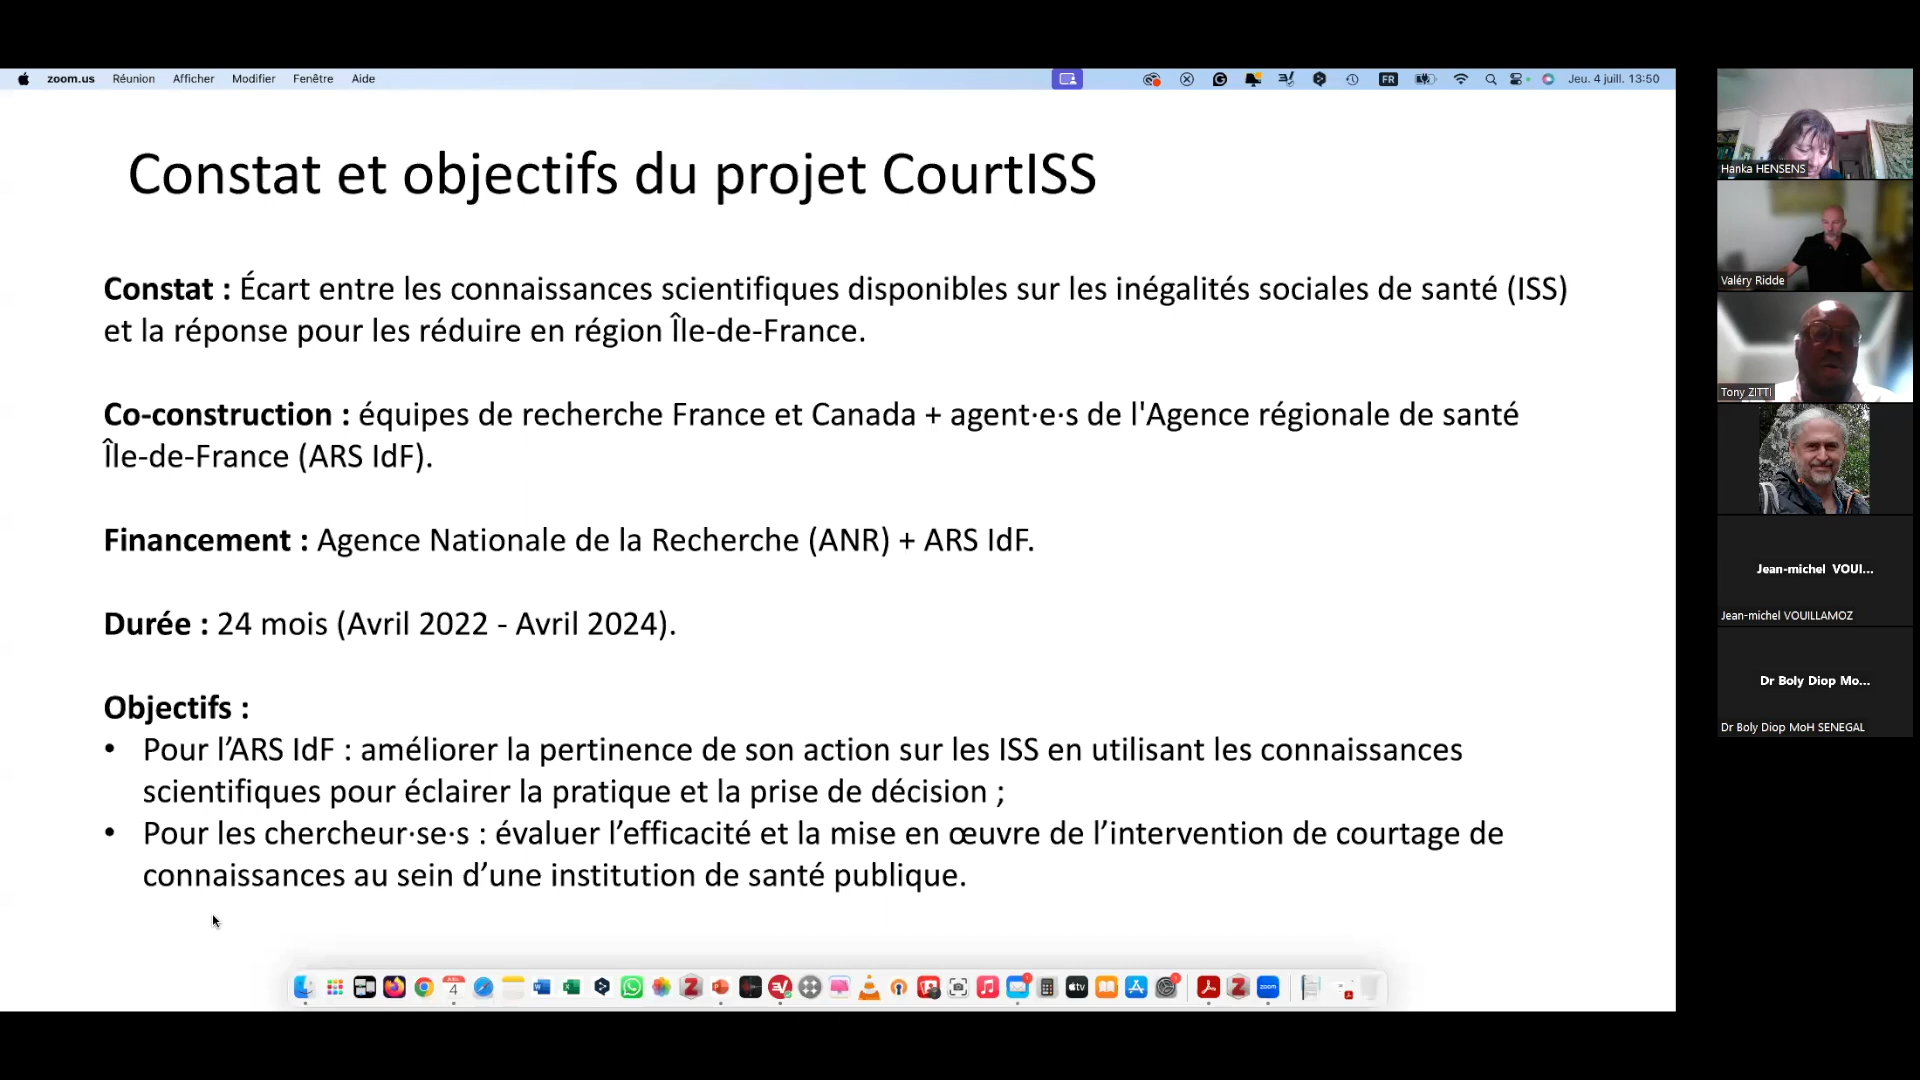 zoom.us Réunion Afficher Modifier Fenêtre Aide
FR
Jeu. 4 juill. 13:50
Constat et objectifs du projet CourtISS
Constat : Écart entre les connaissances scientifiques disponibles sur les inégalités sociales de santé (ISS)
et la réponse pour les réduire en région Île-de-France.
Co-construction : équipes de recherche France et Canada + agent·e·s de l'Agence régionale de santé
Île-de-France (ARS IdF).
Financement : Agence Nationale de la Recherche (ANR) + ARS IdF.
Durée : 24 mois (Avril 2022 - Avril 2024).
Objectifs :
• Pour l’ARS IdF : améliorer la pertinence de son action sur les ISS en utilisant les connaissances
scientifiques pour éclairer la pratique et la prise de décision ;
• Pour les chercheur·se·s : évaluer l’efficacité et la mise en œuvre de l’intervention de courtage de
connaissances au sein d’une institution de santé publique.
4
tv
zoom
Hanka HENSENS
Valéry Ridde
Tony ZITTI
Jean-michel VOUI...
Jean-michel VOUILLAMOZ
Dr Boly Diop Mo...
Dr Boly Diop MoH SENEGAL